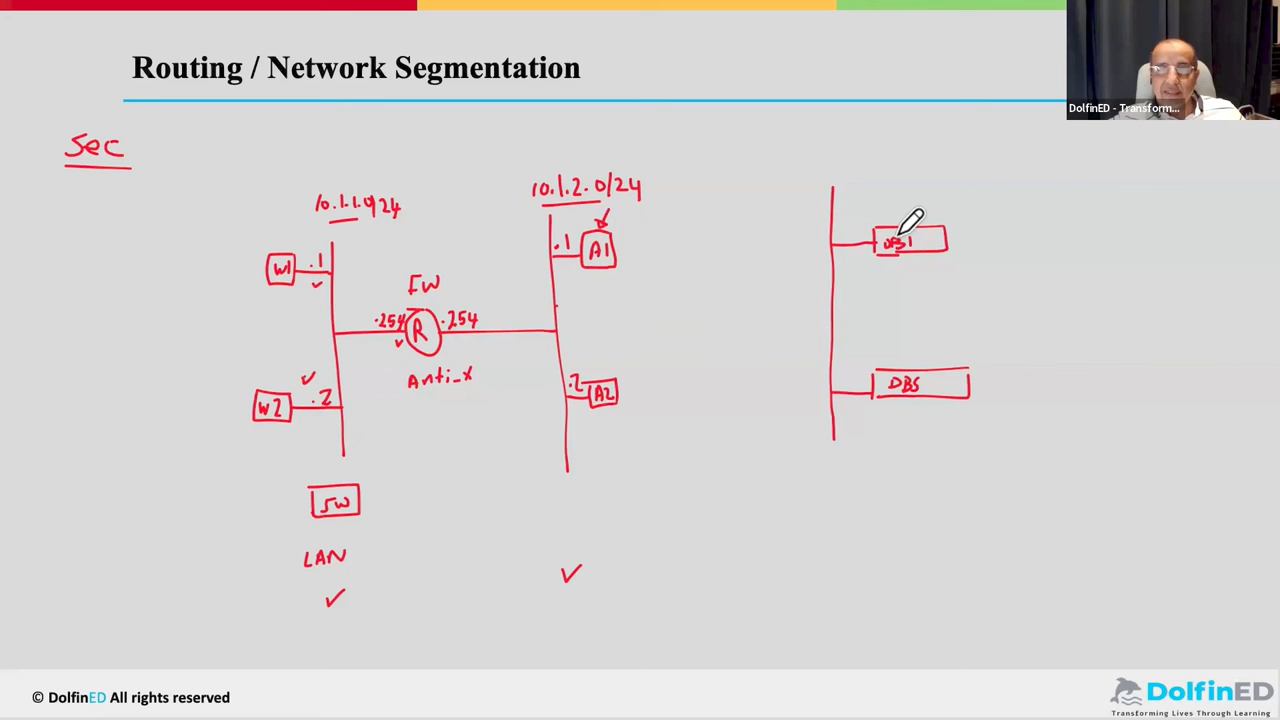 DolfinED - Transform...
Routing / Network Segmentation
Sec
10.1.1.0/24
10.1.2.0/24
W1
.1
.1
A1
DBS1
FW
.254
R
.254
Anti-x
W2
.2
.2
A2
DBS
SW
LAN
© DolfinED All rights reserved
DolfinED
Transforming Lives Through Learning